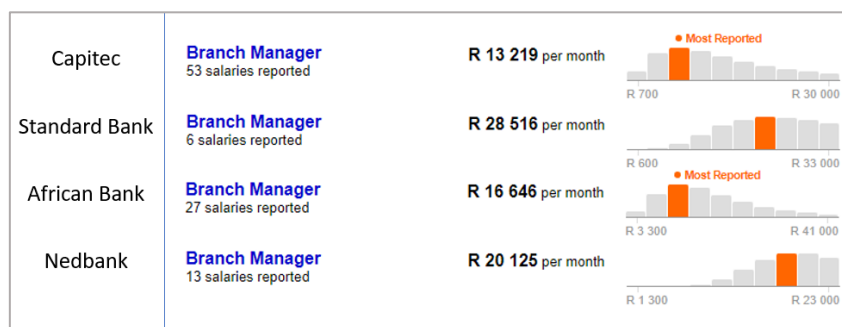 Most Reported
Capitec Branch Manager R 13 219 per month
53 salaries reported
R 700 R 30 000
Standard Bank Branch Manager R 28 516 per month
6 salaries reported
R 600 R 33 000
Most Reported
African Bank Branch Manager R 16 646 per month
27 salaries reported
R 3 300 R 41 000
Nedbank Branch Manager R 20 125 per month
13 salaries reported
R 1 300 R 23 000